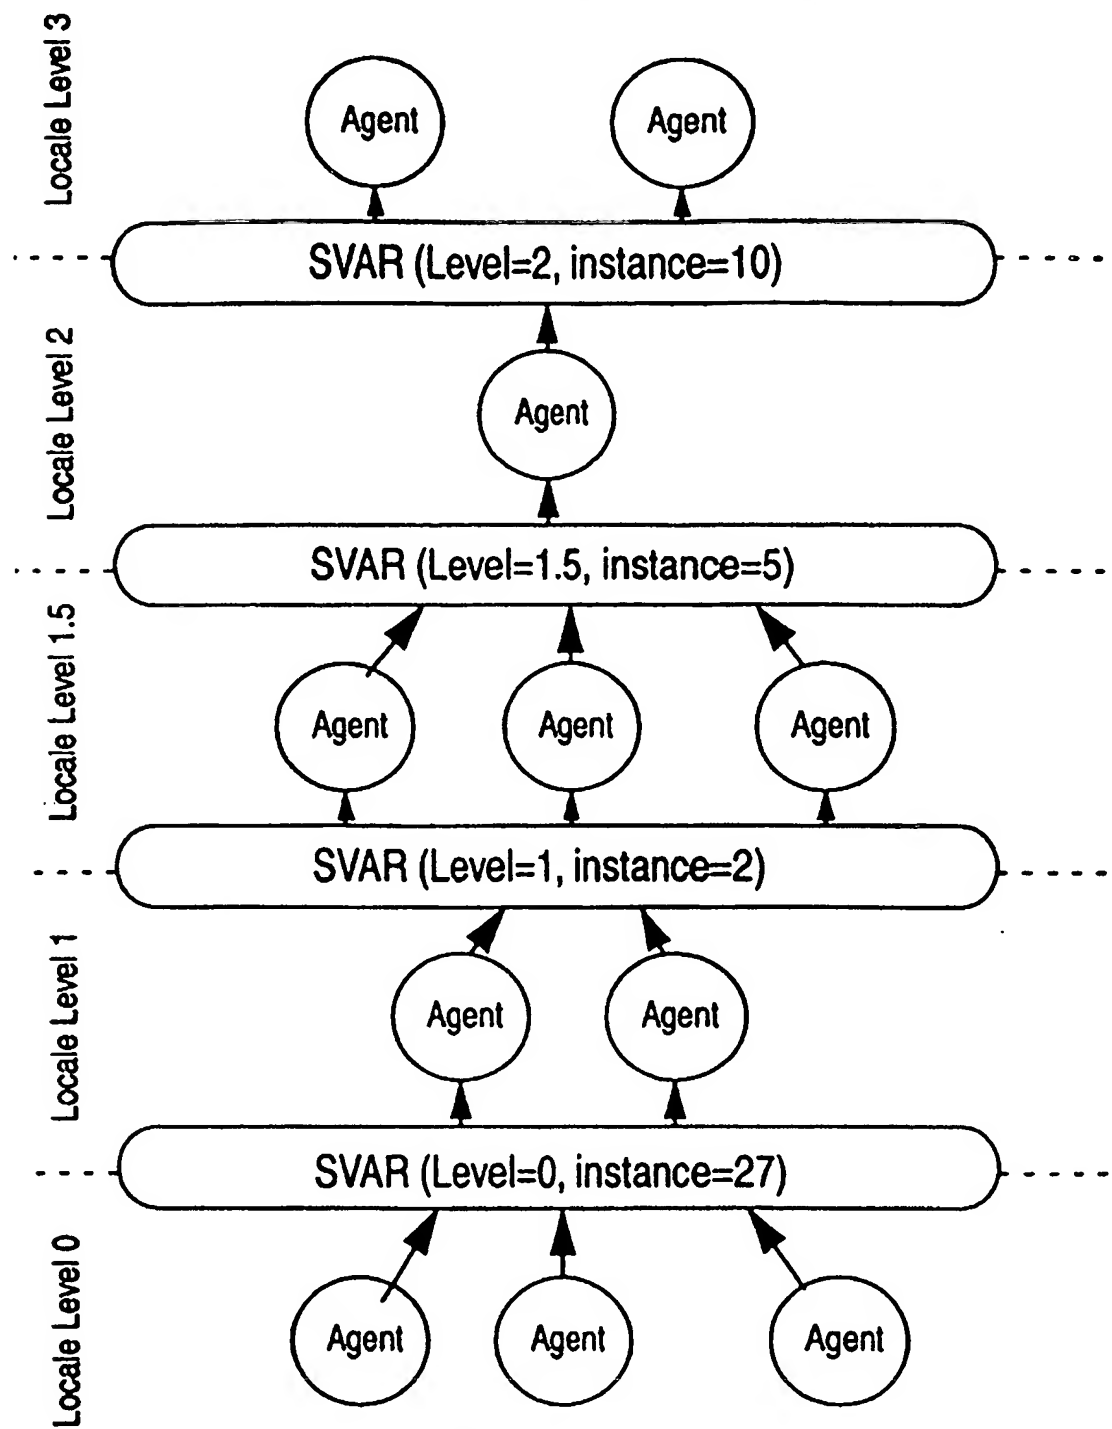 Locale Level 3
Agent
Agent
SVAR (Level=2, instance=10)
Locale Level 2
Agent
SVAR (Level=1.5, instance=5)
Locale Level 1.5
Agent
Agent
Agent
SVAR (Level=1, instance=2)
Locale Level 1
Agent
Agent
SVAR (Level=0, instance=27)
Locale Level 0
Agent
Agent
Agent